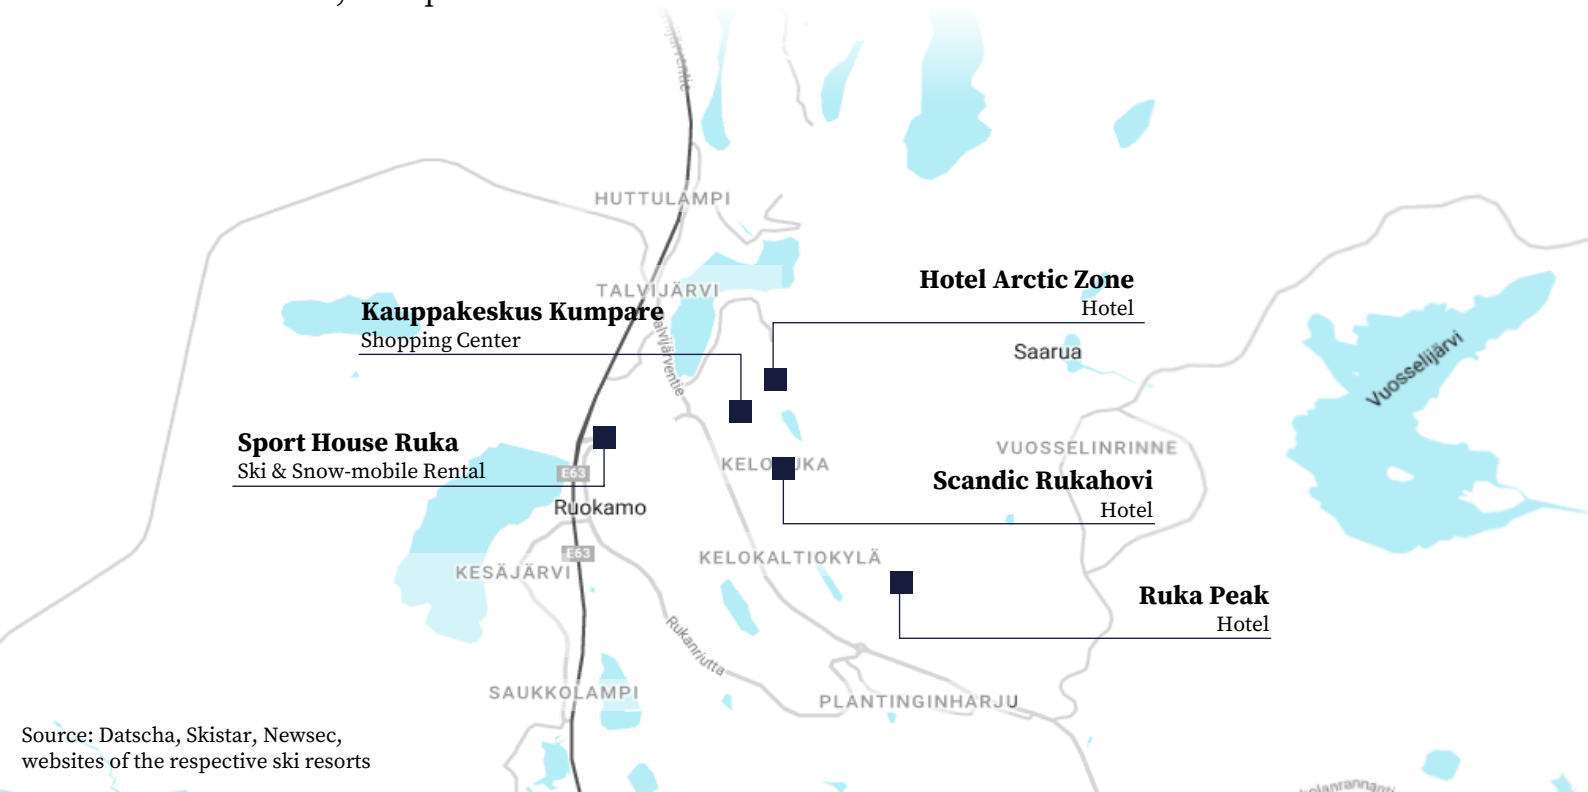 HUTTULAMPI
TALVIJÄRVI
Kauppakeskus Kumpare
Shopping Center
Talvijärventie
Hotel Arctic Zone
Hotel
Saarua
Vuosselijärvi
Sport House Ruka
Ski & Snow-mobile Rental
E63
Ruokamo
VUOSSELINRINNE
Scandic Rukahovi
Hotel
E63
KESÄJÄRVI
KELOKALTIOKYLÄ
Ruka Peak
Hotel
Rukanriutta
SAUKKOLAMPI
PLANTINGINHARJU
Source: Datscha, Skistar, Newsec,
websites of the respective ski resorts